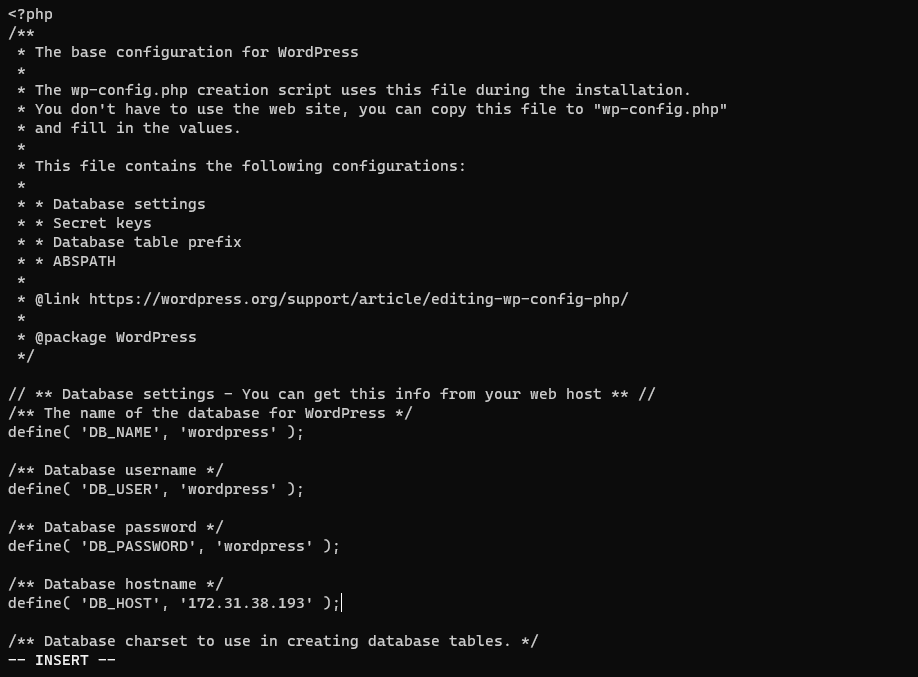 <?php
/**
 * The base configuration for WordPress
 *
 * The wp-config.php creation script uses this file during the installation.
 * You don't have to use the web site, you can copy this file to "wp-config.php"
 * and fill in the values.
 *
 * This file contains the following configurations:
 *
 * * Database settings
 * * Secret keys
 * * Database table prefix
 * * ABSPATH
 *
 * @link https://wordpress.org/support/article/editing-wp-config-php/
 *
 * @package WordPress
 */

// ** Database settings - You can get this info from your web host ** //
/** The name of the database for WordPress */
define( 'DB_NAME', 'wordpress' );

/** Database username */
define( 'DB_USER', 'wordpress' );

/** Database password */
define( 'DB_PASSWORD', 'wordpress' );

/** Database hostname */
define( 'DB_HOST', '172.31.38.193' );

/** Database charset to use in creating database tables. */
-- INSERT --